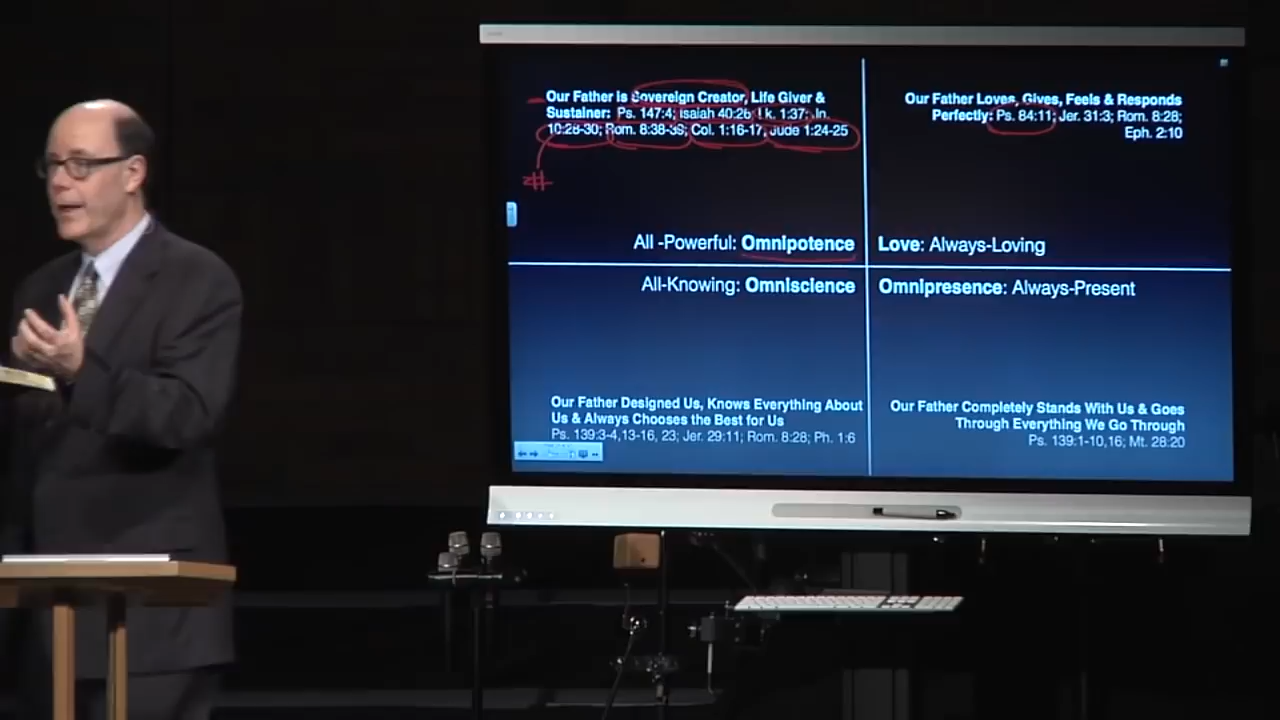 Our Father is Sovereign Creator, Life Giver &
Sustainer: Ps. 147:4; Isaiah 40:26; Lk. 1:37; Jn.
10:28-30; Rom. 8:38-39; Col. 1:16-17; Jude 1:24-25
#
All -Powerful: Omnipotence
Our Father Loves, Gives, Feels & Responds
Perfectly: Ps. 84:11; Jer. 31:3; Rom. 8:28;
Eph. 2:10
Love: Always-Loving
All-Knowing: Omniscience
Our Father Designed Us, Knows Everything About
Us & Always Chooses the Best for Us
Ps. 139:3-4,13-16, 23; Jer. 29:11; Rom. 8:28; Ph. 1:6
Omnipresence: Always-Present
Our Father Completely Stands With Us & Goes
Through Everything We Go Through
Ps. 139:1-10,16; Mt. 28:20